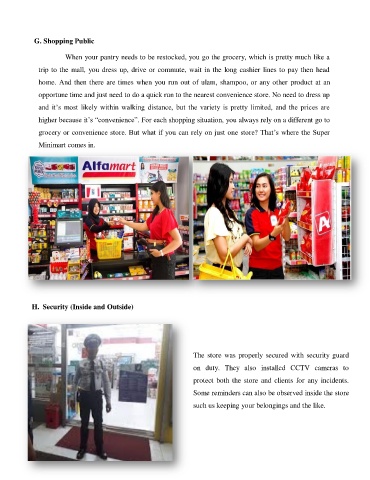 G. Shopping Public
When your pantry needs to be restocked, you go the grocery, which is pretty much like a
trip to the mall, you dress up, drive or commute, wait in the long cashier lines to pay then head
home. And then there are times when you run out of ulam, shampoo, or any other product at an
opportune time and just need to do a quick run to the nearest convenience store. No need to dress up
and it's most likely within walking distance, but the variety is pretty limited, and the prices are
higher because it's “convenience”. For each shopping situation, you always rely on a different go to
grocery or convenience store. But what if you can rely on just one store? That's where the Super
Minimart comes in.
Alfamart
H. Security (Inside and Outside)
The store was properly secured with security guard
on duty. They also installed CCTV cameras to
protect both the store and clients for any incidents.
Some reminders can also be observed inside the store
such us keeping your belongings and the like.